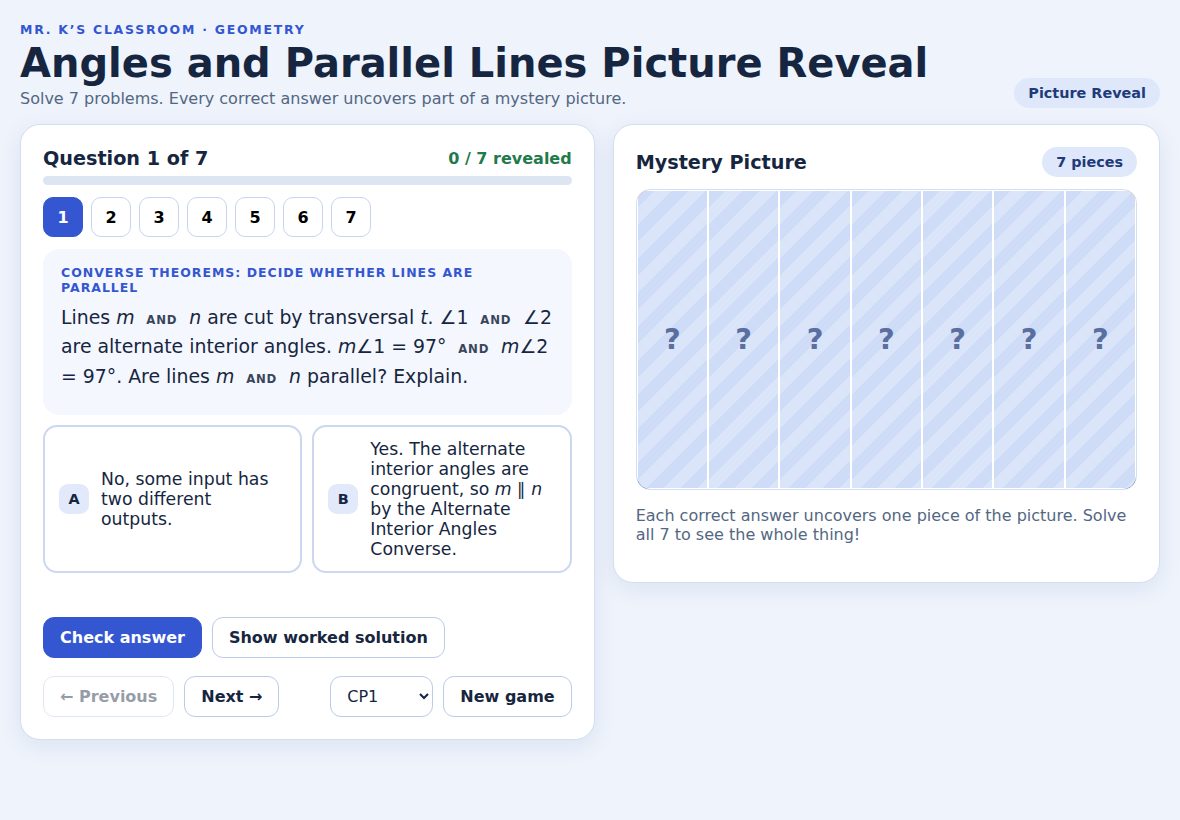 MR. K’S CLASSROOM · GEOMETRY
Angles and Parallel Lines Picture Reveal
Solve 7 problems. Every correct answer uncovers part of a mystery picture.
Picture Reveal
Question 1 of 7
0 / 7 revealed
1 2 3 4 5 6 7
CONVERSE THEOREMS: DECIDE WHETHER LINES ARE
PARALLEL
Lines m AND n are cut by transversal t. ∠1 AND ∠2
are alternate interior angles. m∠1 = 97° AND m∠2
= 97°. Are lines m AND n parallel? Explain.
A
No, some input has
two different
outputs.
B
Yes. The alternate
interior angles are
congruent, so m ∥ n
by the Alternate
Interior Angles
Converse.
Check answer
Show worked solution
← Previous
Next →
CP1
New game
Mystery Picture
7 pieces
? ? ? ? ? ? ?
Each correct answer uncovers one piece of the picture. Solve
all 7 to see the whole thing!